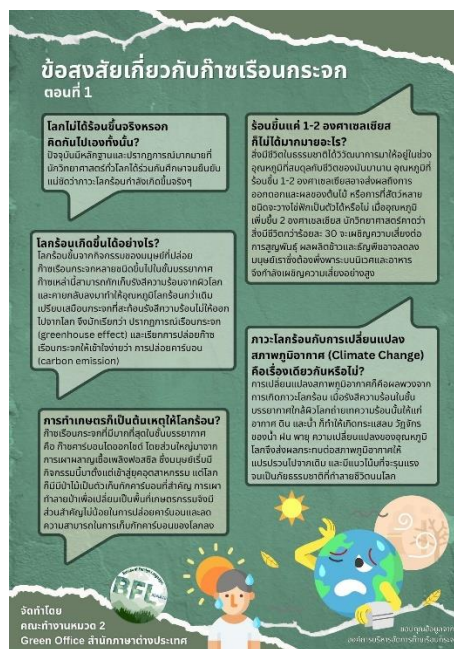 ข้อสงสัยเกี่ยวกับก๊าซเรือนกระจก
ตอนที่ 1
โลกไม่ได้ร้อนขึ้นจริงหรอก
คิดกันไปเองทั้งนั้น?
ปัจจุบันมีหลักฐานและปรากฏการณ์มากมายที่
นักวิทยาศาสตร์ทั่วโลกได้ร่วมกันศึกษาจนยืนยัน
แน่ชัดว่าภาวะโลกร้อนกำลังเกิดขึ้นจริงๆ
ร้อนขึ้นแค่ 1-2 องศาเซลเซียส
ก็ไม่ได้มากมายอะไร?
สิ่งมีชีวิตในธรรมชาติได้วิวัฒนาการมาให้อยู่ในช่วง
อุณหภูมิที่สมดุลกับชีวิตของมันมานาน อุณหภูมิที่
ร้อนขึ้น 1-2 องศาเซลเซียสอาจส่งผลถึงการ
ออกดอกและผลของต้นไม้ หรือการที่สัตว์หลาย
ชนิดจะวางไข่ฟักเป็นตัวได้หรือไม่ เมื่ออุณหภูมิ
เพิ่มขึ้น 2 องศาเซลเซียส นักวิทยาศาสตร์คาดว่า
สิ่งมีชีวิตกว่าร้อยละ 30 จะเผชิญความเสี่ยงต่อ
การสูญพันธุ์ ผลผลิตข้าวและธัญพืชอาจลดลง
มนุษย์เราซึ่งต้องพึ่งพาระบบนิเวศและอาหาร
จึงกำลังเผชิญความเสี่ยงอย่างสูง
โลกร้อนเกิดขึ้นได้อย่างไร?
โลกร้อนขึ้นจากกิจกรรมของมนุษย์ที่ปล่อย
ก๊าซเรือนกระจกหลายชนิดขึ้นไปในชั้นบรรยากาศ
ก๊าซเหล่านี้สามารถกักเก็บรังสีความร้อนจากผิวโลก
และคายกลับลงมาทำให้อุณหภูมิโลกร้อนกว่าเดิม
เปรียบเสมือนกระจกที่สะท้อนรังสีความร้อนไม่ให้ออก
ไปจากโลก จึงมักเรียกว่า ปรากฏการณ์เรือนกระจก
(greenhouse effect) และเรียกการปล่อยก๊าซ
เรือนกระจกให้เข้าใจง่ายว่า การปล่อยคาร์บอน
(carbon emission)
ภาวะโลกร้อนกับการเปลี่ยนแปลง
สภาพภูมิอากาศ (Climate Change)
คือเรื่องเดียวกันหรือไม่?
การเปลี่ยนแปลงสภาพภูมิอากาศก็คือผลพวงจาก
การเกิดภาวะโลกร้อน เมื่อรังสีความร้อนในชั้น
บรรยากาศใกล้ผิวโลกถ่ายเทความร้อนนั้นให้แก่
อากาศ ดิน และน้ำ ก็ทำให้เกิดกระแสลม วัฏจักร
ของน้ำ ฝน พายุ ความเปลี่ยนแปลงของอุณหภูมิ
โลกจึงส่งผลกระทบต่อสภาพภูมิอากาศให้
แปรปรวนไปจากเดิม และมีแนวโน้มที่จะรุนแรง
จนเป็นภัยธรรมชาติที่ทำลายชีวิตบนโลก
การทำเกษตรก็เป็นต้นเหตุให้โลกร้อน?
ก๊าซเรือนกระจกที่มีมากที่สุดในชั้นบรรยากาศ
คือ ก๊าซคาร์บอนไดออกไซด์ โดยส่วนใหญ่มาจาก
การเผาผลาญเชื้อเพลิงฟอสซิล ซึ่งมนุษย์เริ่มมี
กิจกรรมนี้มาตั้งแต่เข้าสู่ยุคอุตสาหกรรม แต่โลก
ก็มีมีป่าไม้เป็นตัวเก็บกักคาร์บอนที่สำคัญ การเผา
ทำลายป่าเพื่อเปลี่ยนเป็นพื้นที่เกษตรกรรมจึงมี
ส่วนสำคัญไม่น้อยในการปล่อยคาร์บอนและลด
ความสามารถในการเก็บกักคาร์บอนของโลกลง
BFL
จัดทำโดย
คณะทำงานหมวด 2
Green Office สำนักภาษาต่างประเทศ
ขอบคุณข้อมูลจาก
องค์การบริหารจัดการก๊าซเรือนกระจก